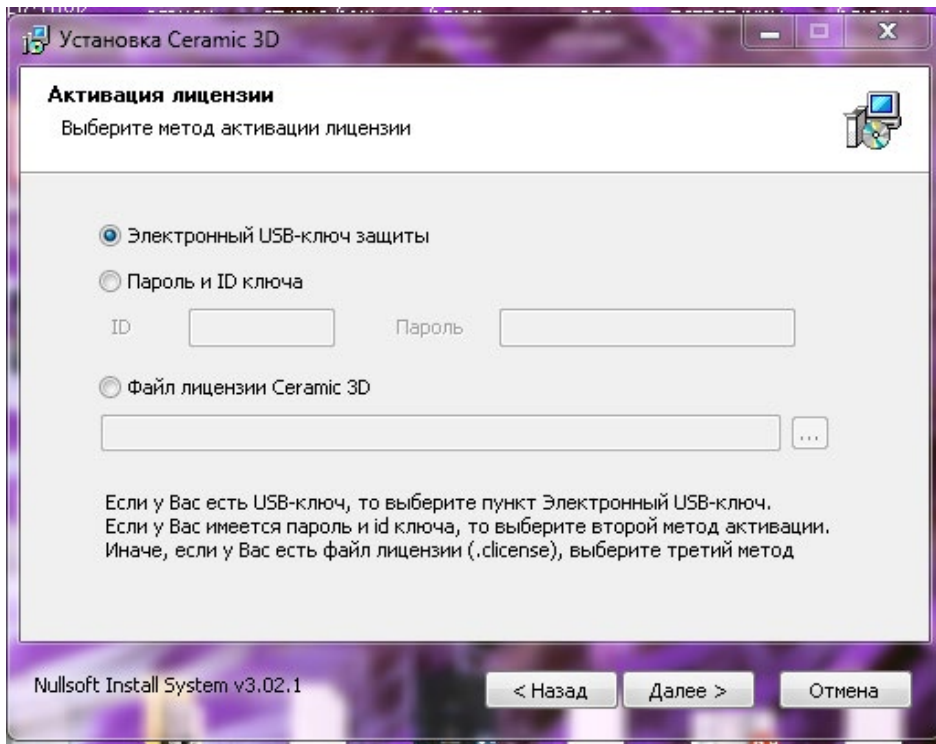 Установка Ceramic 3D
Активация лицензии
Выберите метод активации лицензии
Электронный USB-ключ защиты
Пароль и ID ключа
ID Пароль
Файл лицензии Ceramic 3D
...
Если у Вас есть USB-ключ, то выберите пункт Электронный USB-ключ.
Если у Вас имеется пароль и id ключа, то выберите второй метод активации.
Иначе, если у Вас есть файл лицензии (.clicense), выберите третий метод
Nullsoft Install System v3.02.1
< Назад Далее > Отмена